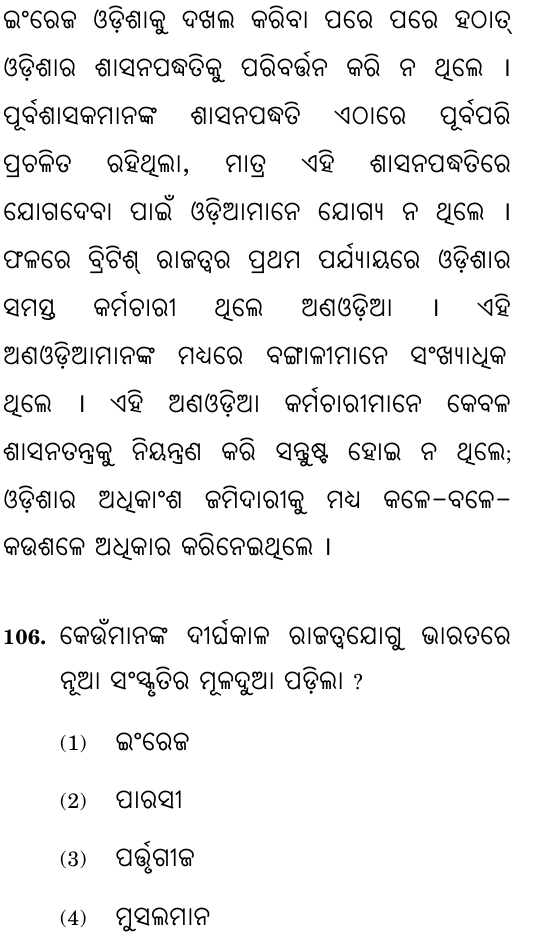 ଇଂରେଜ ଓଡ଼ିଶାକୁ ଦଖଲ କରିବା ପରେ ପରେ ହଠାତ୍
ଓଡ଼ିଶାର ଶାସନପଦ୍ଧତିକୁ ପରିବର୍ତ୍ତନ କରି ନ ଥିଲେ ।
ପୂର୍ବଶାସକମାନଙ୍କ ଶାସନପଦ୍ଧତି ଏଠାରେ ପୂର୍ବପରି
ପ୍ରଚଳିତ ରହିଥିଲା, ମାତ୍ର ଏହି ଶାସନପଦ୍ଧତିରେ
ଯୋଗଦେବା ପାଇଁ ଓଡ଼ିଆମାନେ ଯୋଗ୍ୟ ନ ଥିଲେ ।
ଫଳରେ ବ୍ରିଟିଶ୍ ରାଜତ୍ୱର ପ୍ରଥମ ପର୍ଯ୍ୟାୟରେ ଓଡ଼ିଶାର
ସମସ୍ତ କର୍ମଚାରୀ ଥିଲେ ଅଣଓଡ଼ିଆ । ଏହି
ଅଣଓଡ଼ିଆମାନଙ୍କ ମଧ୍ୟରେ ବଙ୍ଗାଳୀମାନେ ସଂଖ୍ୟାଧିକ
ଥିଲେ । ଏହି ଅଣଓଡ଼ିଆ କର୍ମଚାରୀମାନେ କେବଳ
ଶାସନତନ୍ତ୍ରକୁ ନିୟନ୍ତ୍ରଣ କରି ସନ୍ତୁଷ୍ଟ ହୋଇ ନ ଥିଲେ;
ଓଡ଼ିଶାର ଅଧିକାଂଶ ଜମିଦାରୀକୁ ମଧ୍ୟ କଳେ-ବଳେ-
କଉଶଳେ ଅଧିକାର କରିନେଇଥିଲେ ।
106. କେଉଁମାନଙ୍କ ଦୀର୍ଘକାଳ ରାଜତ୍ୱଯୋଗୁ ଭାରତରେ
ନୂଆ ସଂସ୍କୃତିର ମୂଳଦୁଆ ପଡ଼ିଲା ?
(1) ଇଂରେଜ
(2) ପାରସୀ
(3) ପର୍ତ୍ତୁଗୀଜ
(4) ମୁସଲମାନ